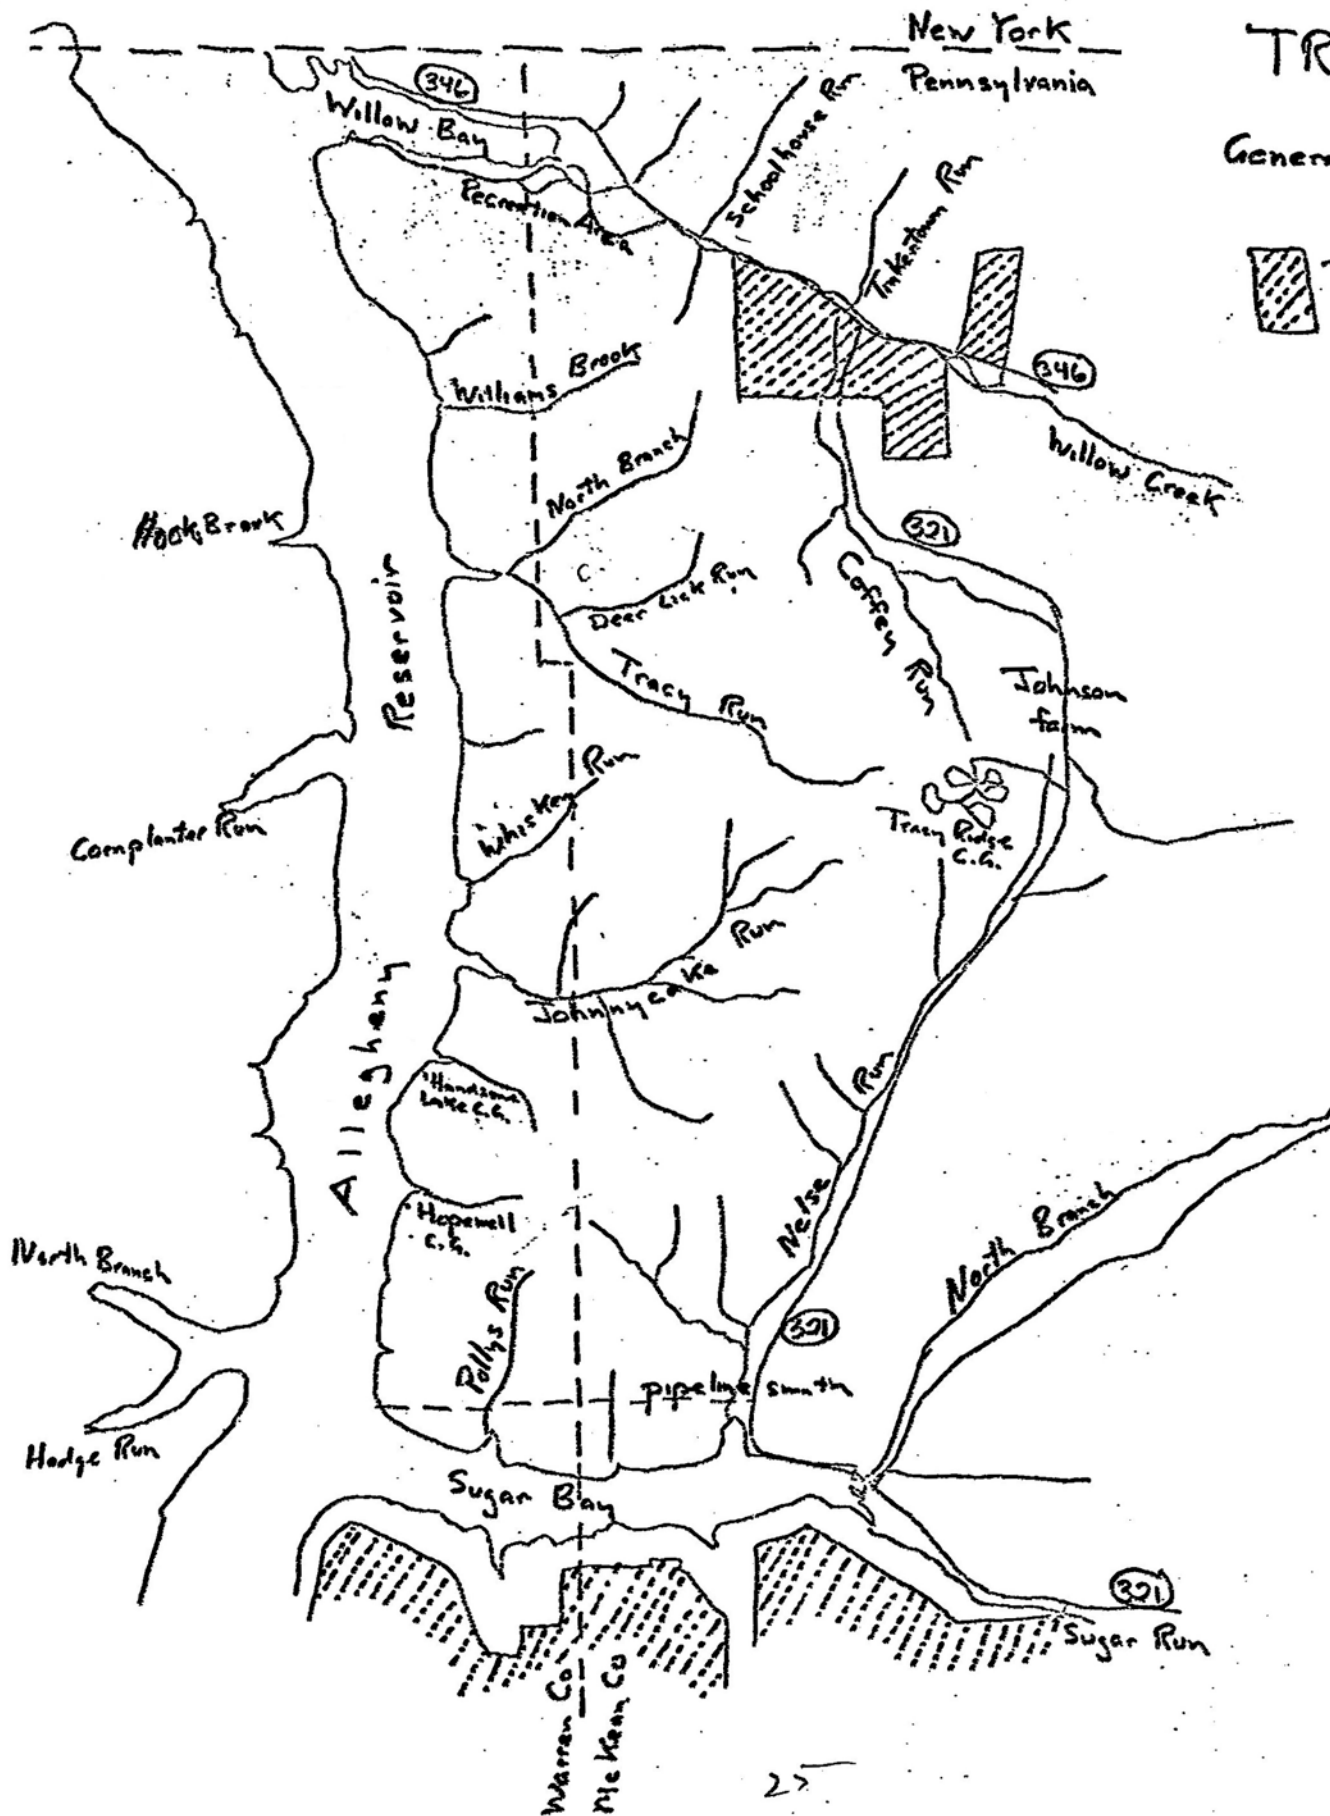 New York
TR
Pennsylvania
346
Willow Bay
Schoolhouse Run
Gener
Recreation Area
Tinkertown Run
T
Williams Brook
346
North Branch
Willow Creek
Hook Brook
321
Reservoir
Deer Lick Run
Coffey Run
Tracy Run
Johnson
farm
Whiskey Run
Cornplanter Run
Tracy Ridge
C.G.
Johnnycake Run
Allegheny
Handsome
Lake C.G.
Nelse Run
Hopewell
C.G.
North Branch
North Branch
Pollys Run
321
pipeline swath
Hodge Run
Sugar Bay
321
Sugar Run
Warren Co
McKean Co
25